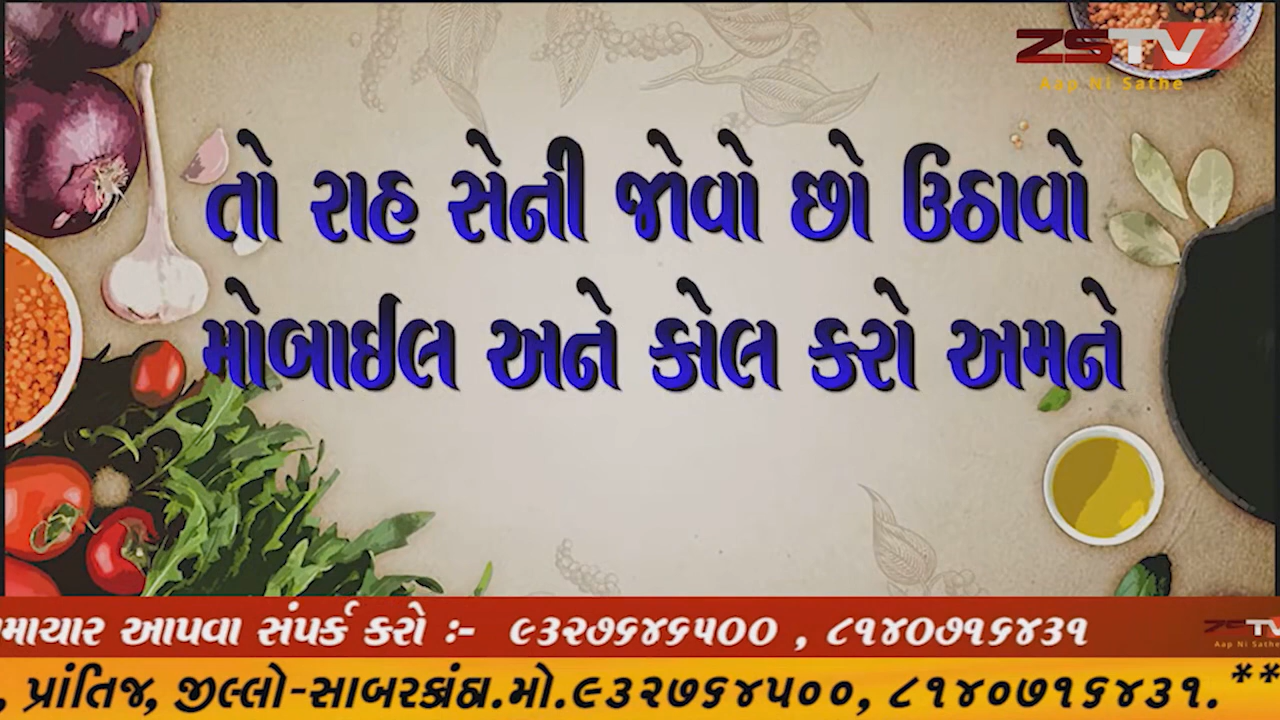 ZSTV
Aap Ni Sathe
તો રાહ સેની જોવો છો ઉઠાવો
મોબાઈલ અને કોલ કરો અમને
માચાર આપવા સંપર્ક કરો :- ૯૩૨૭૬૪૬૫૦૦ , ૮૧૪૦૭૧૬૪૩૧
ZSTV
Aap Ni Sathe
, પ્રાંતિજ, જીલ્લો-સાબરકાંઠા.મો.૯૩૨૭૬૪૫૦૦, ૮૧૪૦૭૧૬૪૩૧. **